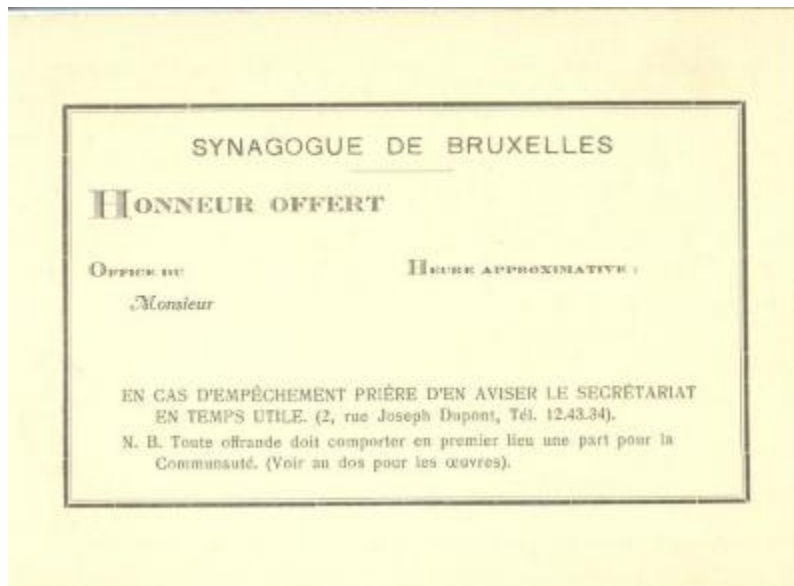 SYNAGOGUE DE BRUXELLES
HONNEUR OFFERT
OFFICE DU
HEURE APPROXIMATIVE :
Monsieur
EN CAS D'EMPÊCHEMENT PRIÈRE D'EN AVISER LE SECRÉTARIAT
EN TEMPS UTILE. (2, rue Joseph Dupont, Tél. 12.43.34).
N. B. Toute offrande doit comporter en premier lieu une part pour la
Communauté. (Voir au dos pour les œuvres).